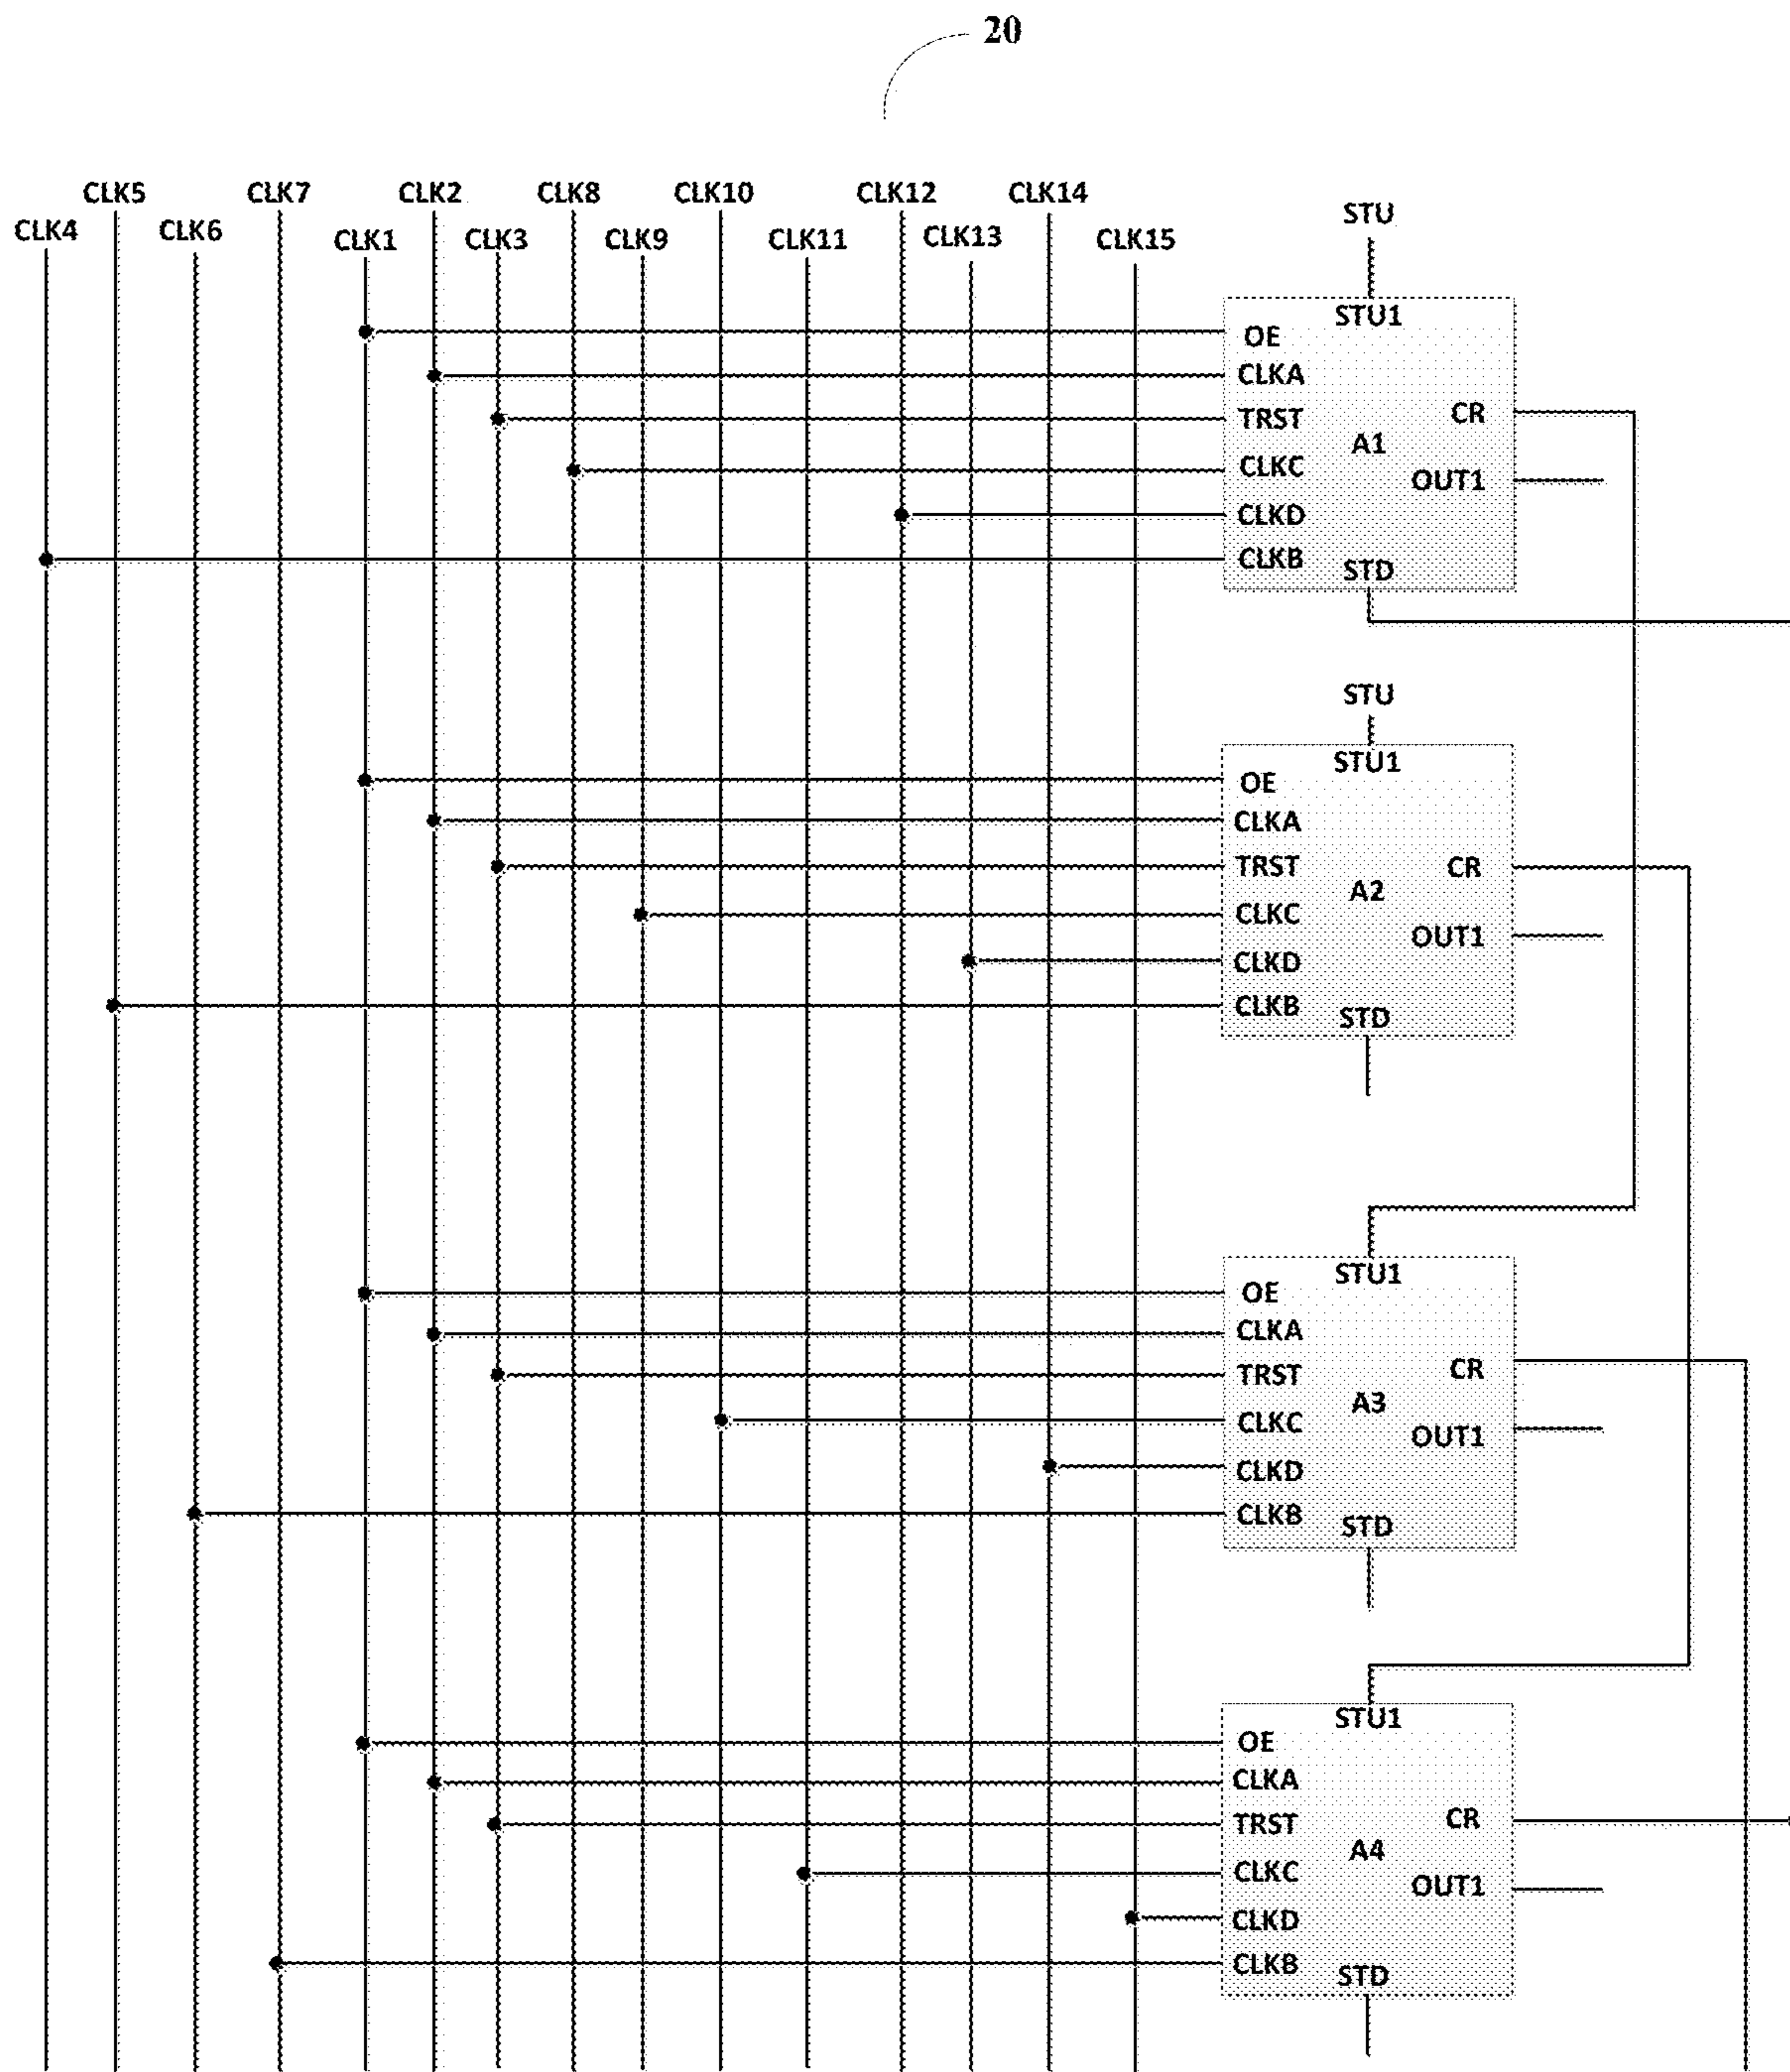 20
CLK5 CLK7 CLK2 CLK8 CLK10 CLK12 CLK14
CLK4 CLK6 CLK1 CLK3 CLK9 CLK11 CLK13 CLK15
STU
STU1
OE
CLKA
TRST
CR
A1
CLKC
OUT1
CLKD
CLKB
STD
STU
STU1
OE
CLKA
TRST
CR
A2
CLKC
OUT1
CLKD
CLKB
STD
STU1
OE
CLKA
TRST
CR
A3
CLKC
OUT1
CLKD
CLKB
STD
STU1
OE
CLKA
TRST
CR
A4
CLKC
OUT1
CLKD
CLKB
STD